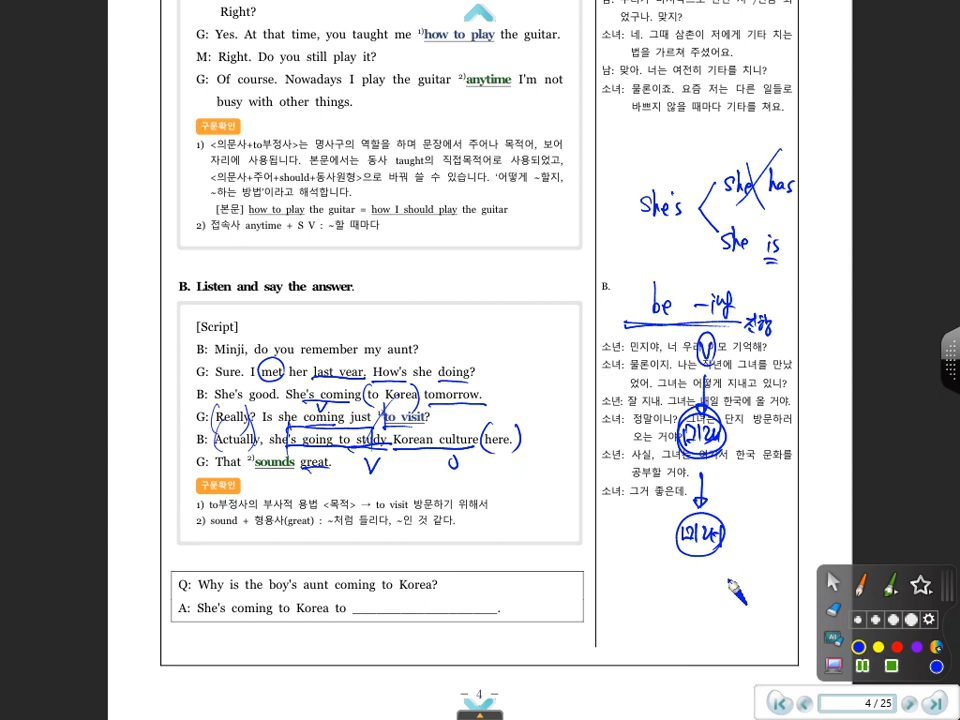 Right?
G: Yes. At that time, you taught me 1)how to play the guitar.
M: Right. Do you still play it?
G: Of course. Nowadays I play the guitar 2)anytime I'm not
busy with other things.
구문확인
1) <의문사+to부정사>는 명사구의 역할을 하며 문장에서 주어나 목적어, 보어
자리에 사용됩니다. 본문에서는 동사 taught의 직접목적어로 사용되었고,
<의문사+주어+should+동사원형>으로 바꿔 쓸 수 있습니다. '어떻게 ~할지,
~하는 방법'이라고 해석합니다.
[본문] how to play the guitar = how I should play the guitar
2) 접속사 anytime + S V : ~할 때마다
B. Listen and say the answer.
[Script]
B: Minji, do you remember my aunt?
G: Sure. I met her last year. How's she doing?
B: She's good. She's coming to Korea tomorrow.
V
G: Really? Is she coming just 1)to visit?
B: Actually, she's going to study Korean culture here.
V O
G: That 2)sounds great.
구문확인
1) to부정사의 부사적 용법 <목적> → to visit 방문하기 위해서
2) sound + 형용사(great) : ~처럼 들리다, ~인 것 같다.
Q: Why is the boy's aunt coming to Korea?
A: She's coming to Korea to ______________________.
- 4 -
었구나. 맞지?
소녀: 네. 그때 삼촌이 저에게 기타 치는
법을 가르쳐 주셨어요.
남: 맞아. 너는 여전히 기타를 치니?
소녀: 물론이죠. 요즘 저는 다른 일들로
바쁘지 않을 때마다 기타를 쳐요.
she has
she's
she is
B.
be -ing
진행
소년: 민지야, 너 우리 이모 기억해?
V
소녀: 물론이지. 나는 작년에 그녀를 만났
었어. 그녀는 어떻게 지내고 있니?
소년: 잘 지내. 그녀는 내일 한국에 올 거야.
소녀: 정말이니? 그녀는 단지 방문하러
오는 거야?
미래
소년: 사실, 그녀는 여기서 한국 문화를
공부할 거야.
소녀: 그거 좋은데.
미래
4 / 25